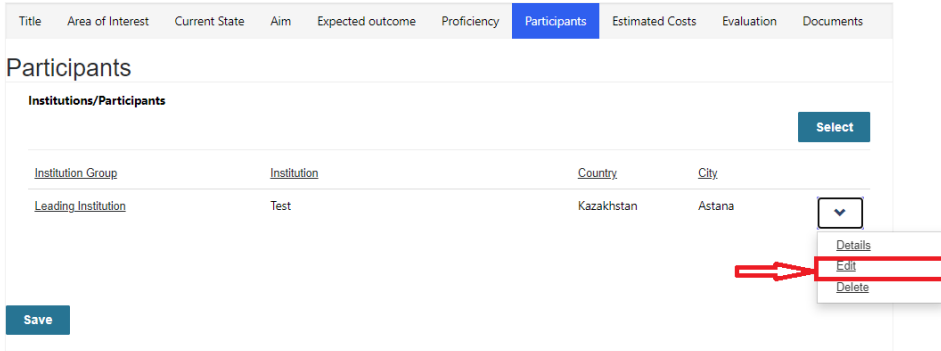 Title Area of Interest Current State Aim Expected outcome Proficiency Participants Estimated Costs Evaluation Documents
Participants
Institutions/Participants
Select
Institution Group Institution Country City
Leading Institution Test Kazakhstan Astana
Details
Edit
Delete
Save